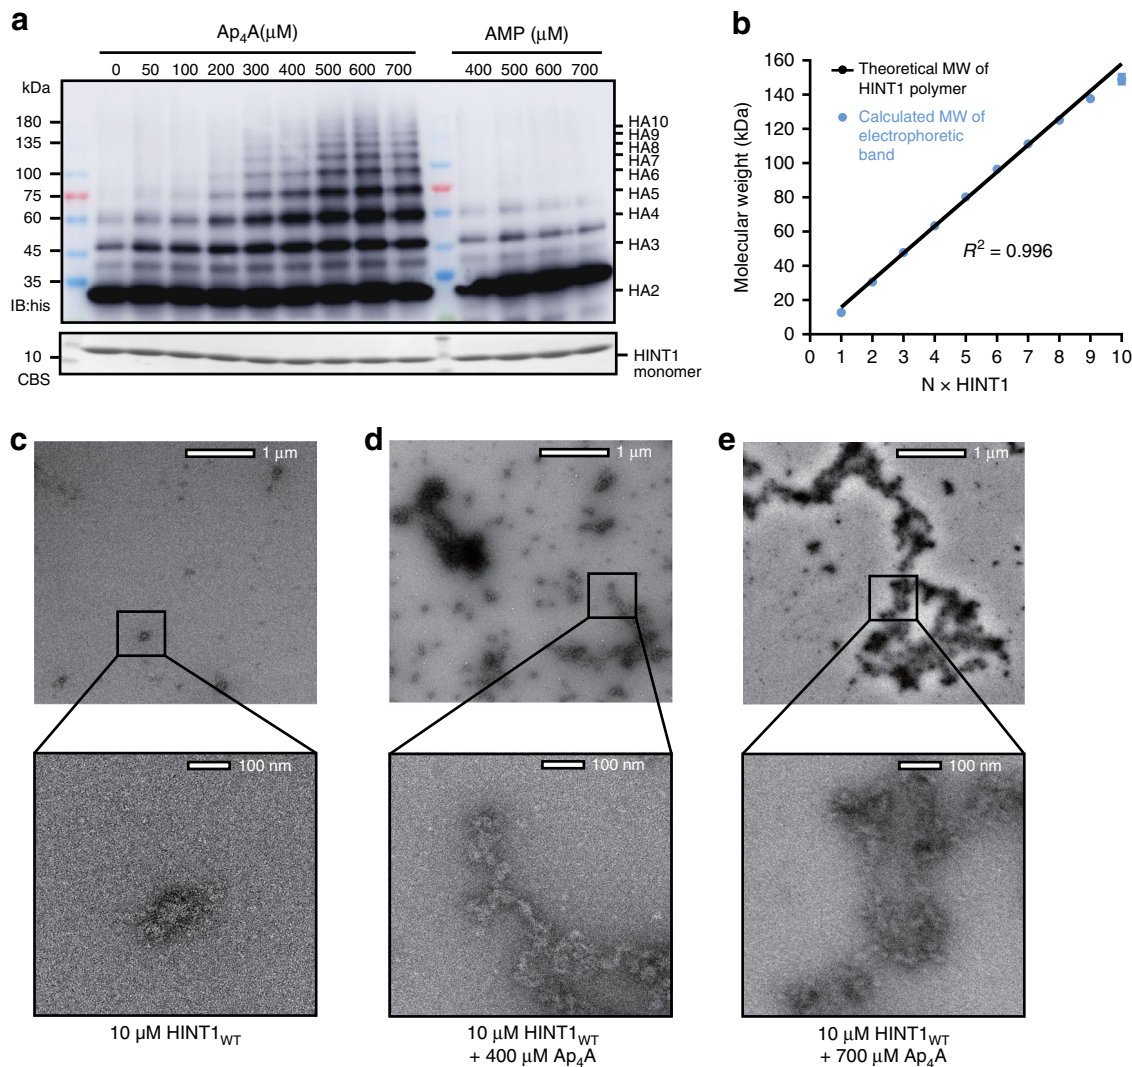 a
Ap₄A(μM)
AMP (μM)
0 50 100 200 300 400 500 600 700
400 500 600 700
kDa
180
135
100
75
60
45
35
IB:his
HA10
HA9
HA8
HA7
HA6
HA5
HA4
HA3
HA2
10
CBS
HINT1
monomer
b
Molecular weight (kDa)
160
140
120
100
80
60
40
20
0
0 1 2 3 4 5 6 7 8 9 10
N × HINT1
Theoretical MW of
HINT1 polymer
Calculated MW of
electrophoretic
band
R² = 0.996
c
1 μm
100 nm
10 μM HINT1WT
d
1 μm
100 nm
10 μM HINT1WT
+ 400 μM Ap₄A
e
1 μm
100 nm
10 μM HINT1WT
+ 700 μM Ap₄A